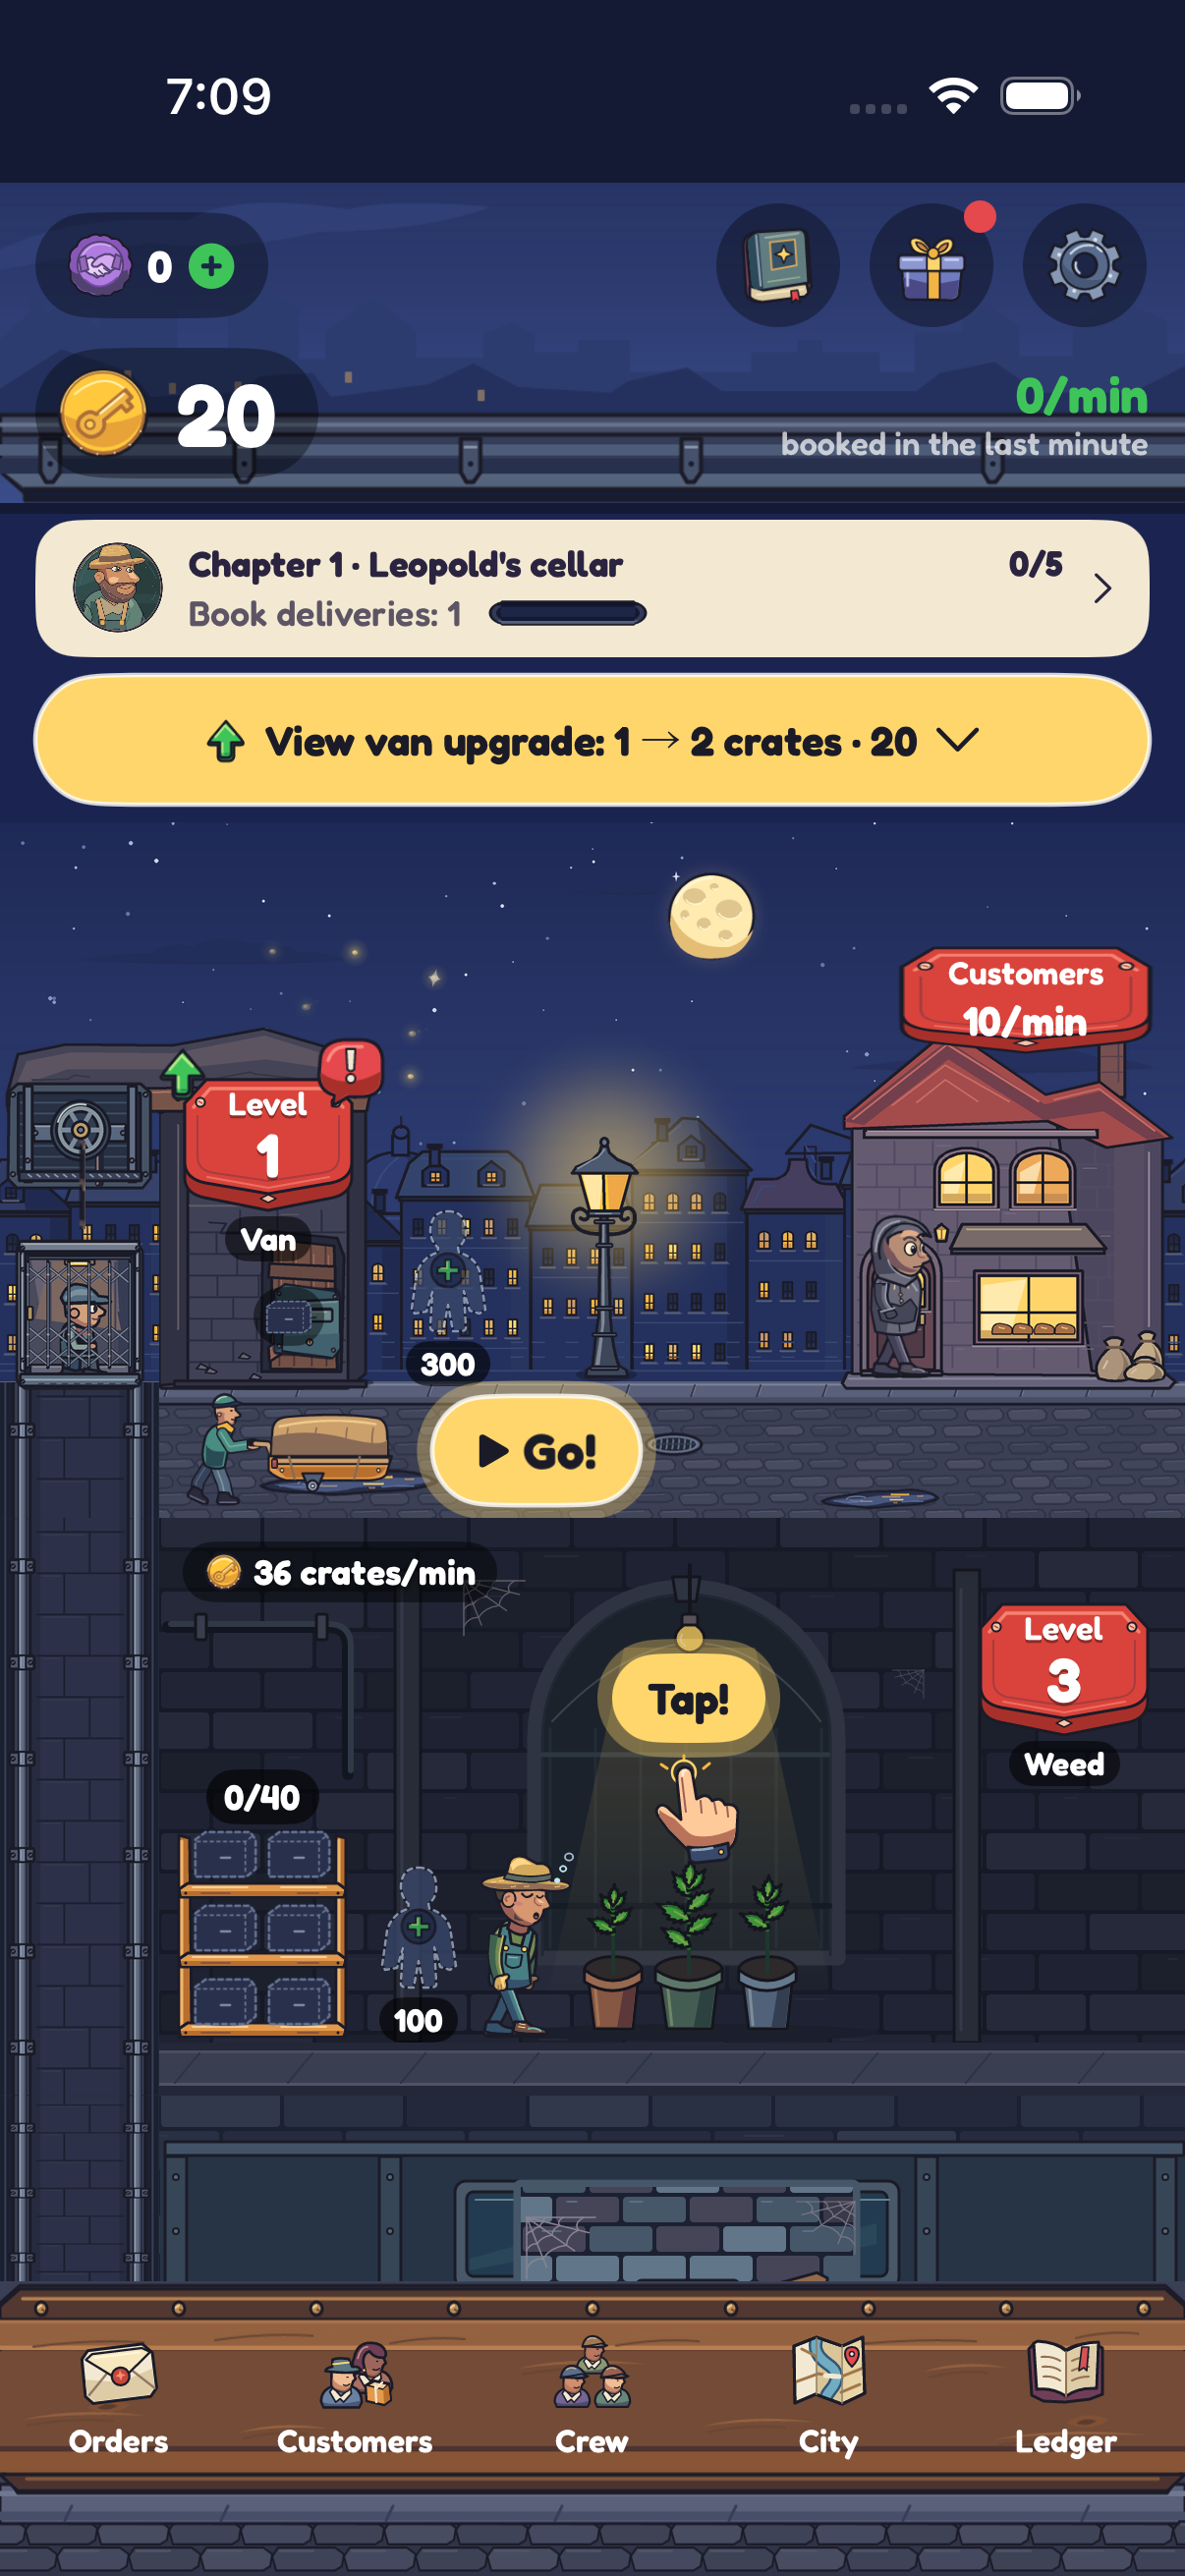 7:09
0
20
0/min
booked in the last minute
Chapter 1 · Leopold's cellar
0/5
Book deliveries: 1
View van upgrade: 1 → 2 crates · 20
Customers
10/min
Level
1
Van
300
Go!
36 crates/min
Tap!
Level
3
Weed
0/40
100
Orders
Customers
Crew
City
Ledger